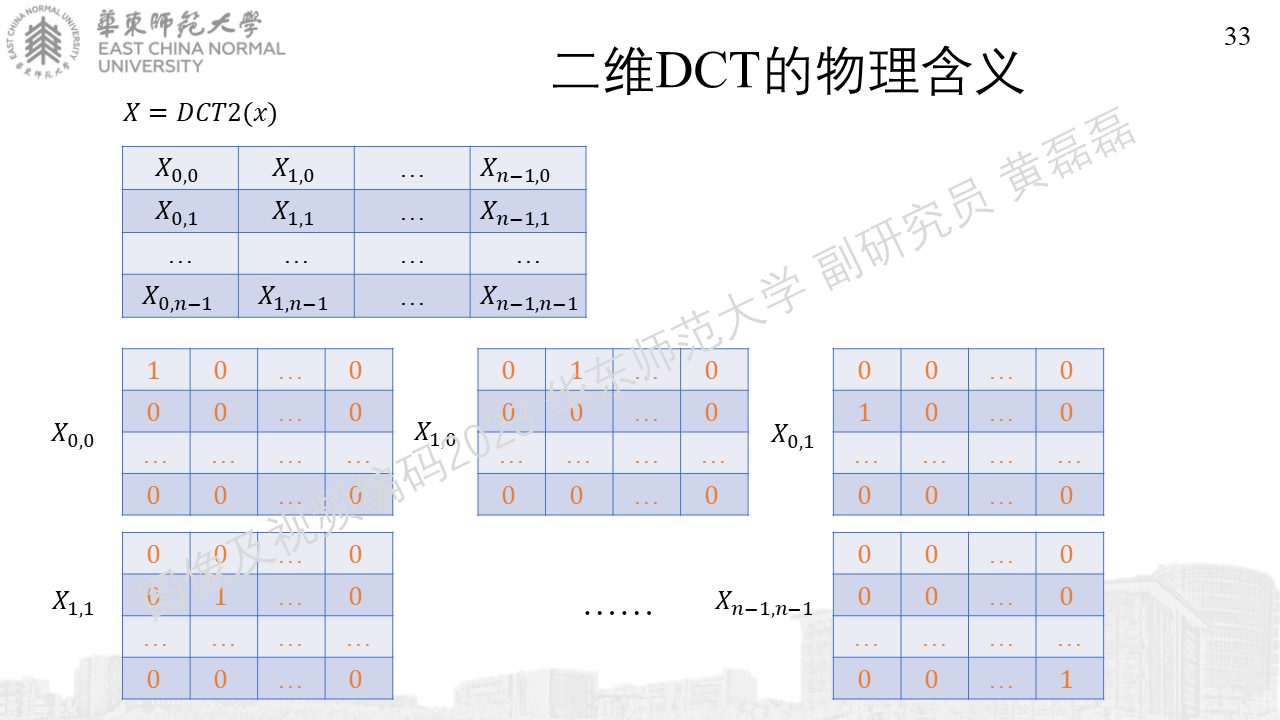 華東師範大學
EAST CHINA NORMAL
UNIVERSITY
EAST CHINA NORMAL UNIVERSITY
華東師範大學
33
二维DCT的物理含义
X = DCT2(x)
X_{0,0} X_{1,0} … X_{n−1,0}
X_{0,1} X_{1,1} … X_{n−1,1}
… … … …
X_{0,n−1} X_{1,n−1} … X_{n−1,n−1}
X_{0,0}
1 0 … 0
0 0 … 0
… … … …
0 0 … 0
X_{1,0}
0 1 … 0
0 0 … 0
… … … …
0 0 … 0
X_{0,1}
0 0 … 0
1 0 … 0
… … … …
0 0 … 0
X_{1,1}
0 0 … 0
0 1 … 0
… … … …
0 0 … 0
……
X_{n−1,n−1}
0 0 … 0
0 0 … 0
… … … …
0 0 … 1
图像及视频编码2023 华东师范大学 副研究员 黄磊磊